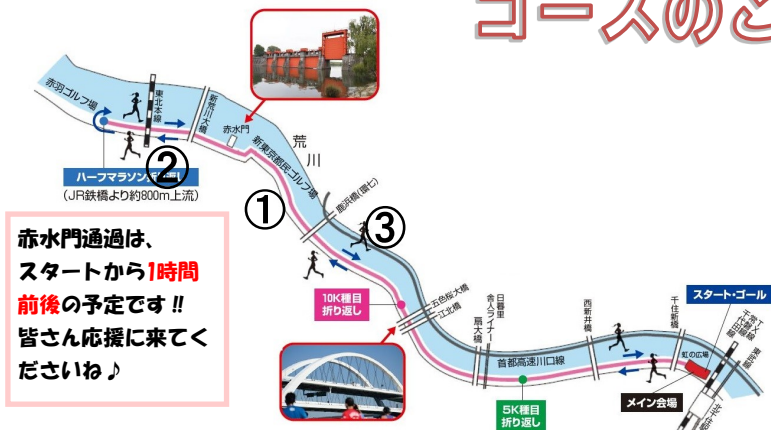 コースのご
赤羽ゴルフ場
東北本線
新荒川大橋
赤水門
荒川
新東京都民ゴルフ場
鹿浜橋(環七)
ハーフマラソン折り返し
(JR鉄橋より約800m上流)
①
②
③
赤水門通過は、
スタートから1時間
前後の予定です!!
皆さん応援に来てく
ださいね♪
10K種目
折り返し
五色桜大橋
江北橋
日暮里
舎人ライナー
扇大橋
首都高速川口線
西新井橋
千住新橋
スタート・ゴール
虹の広場
メイン会場
5K種目
折り返し
千代田線